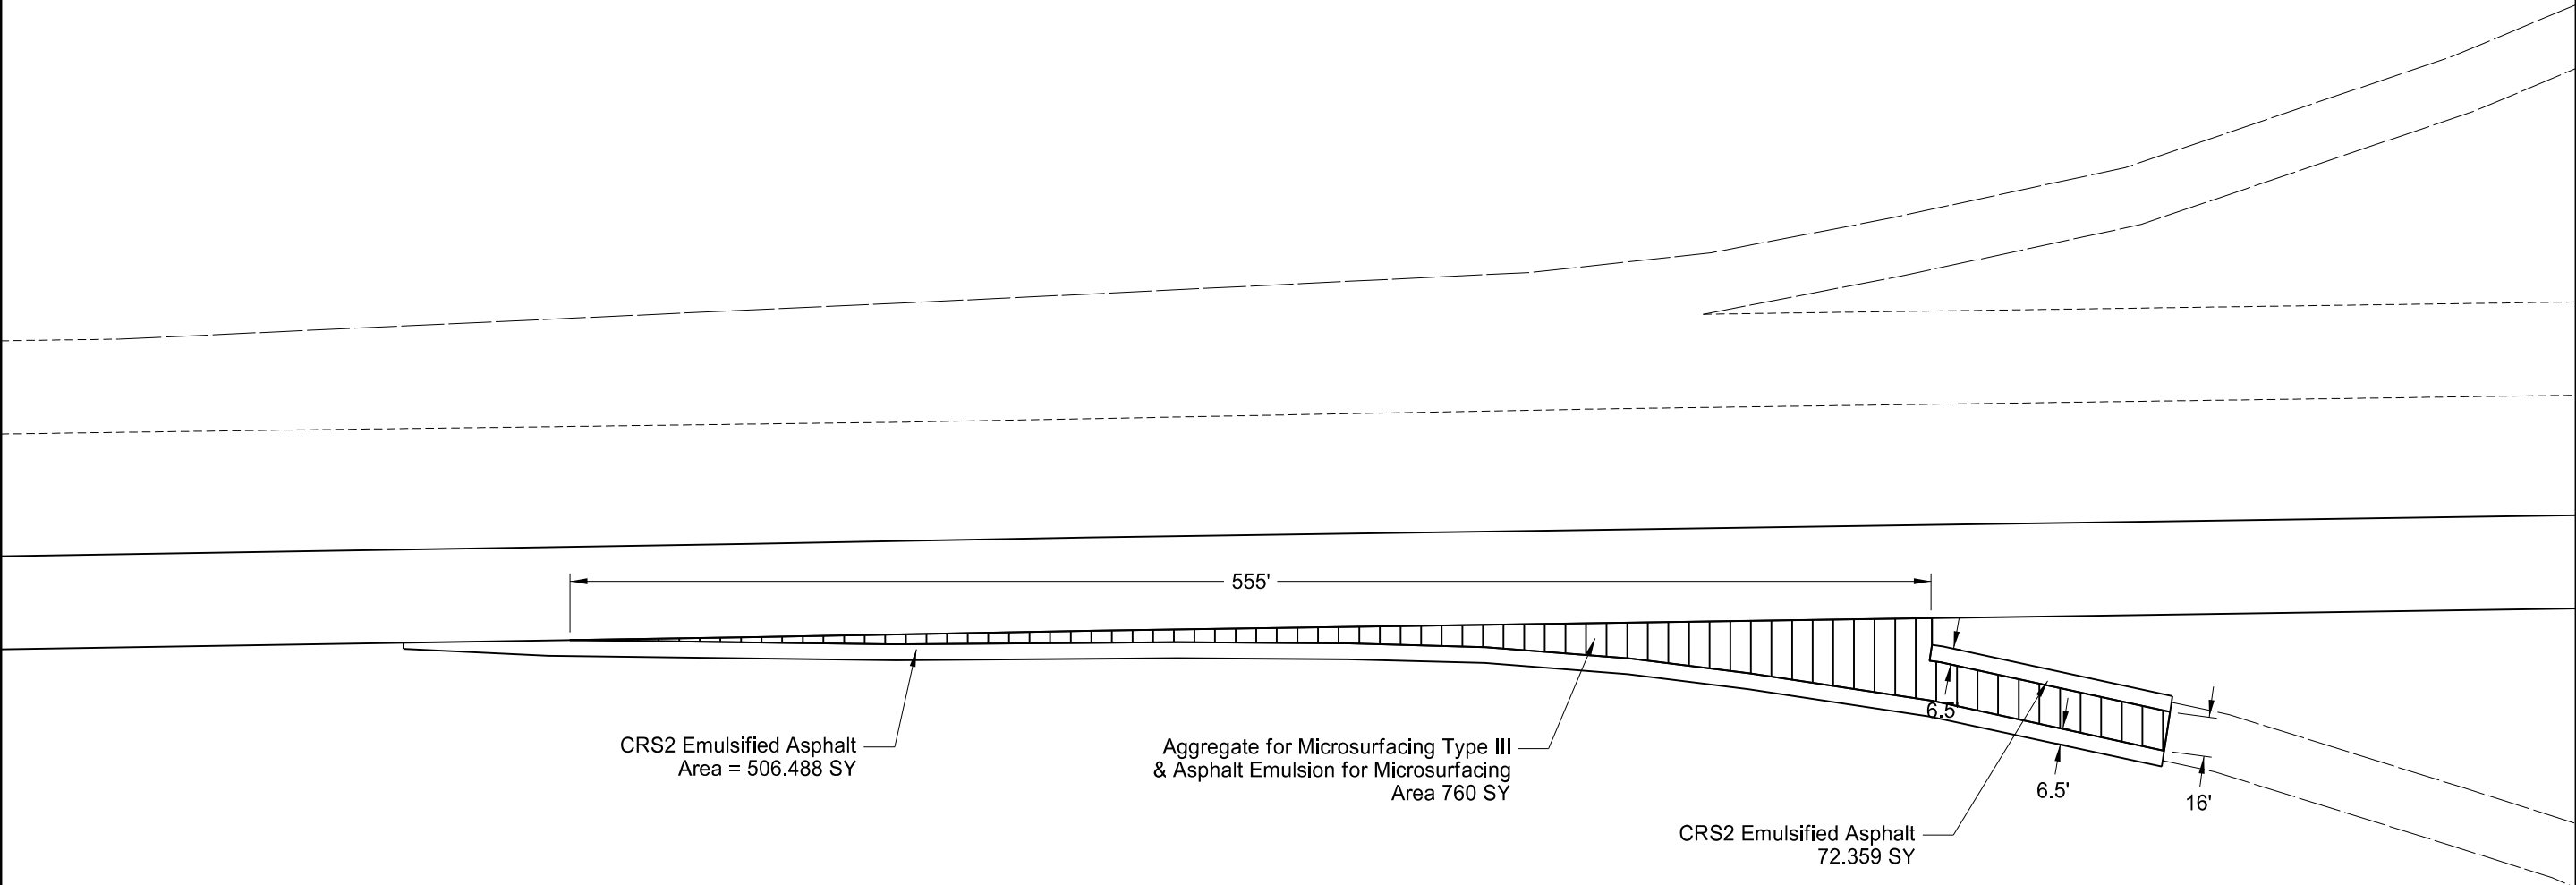 555'
CRS2 Emulsified Asphalt
Area = 506.488 SY
Aggregate for Microsurfacing Type III
& Asphalt Emulsion for Microsurfacing
Area 760 SY
6.5'
6.5'
16'
CRS2 Emulsified Asphalt
72.359 SY